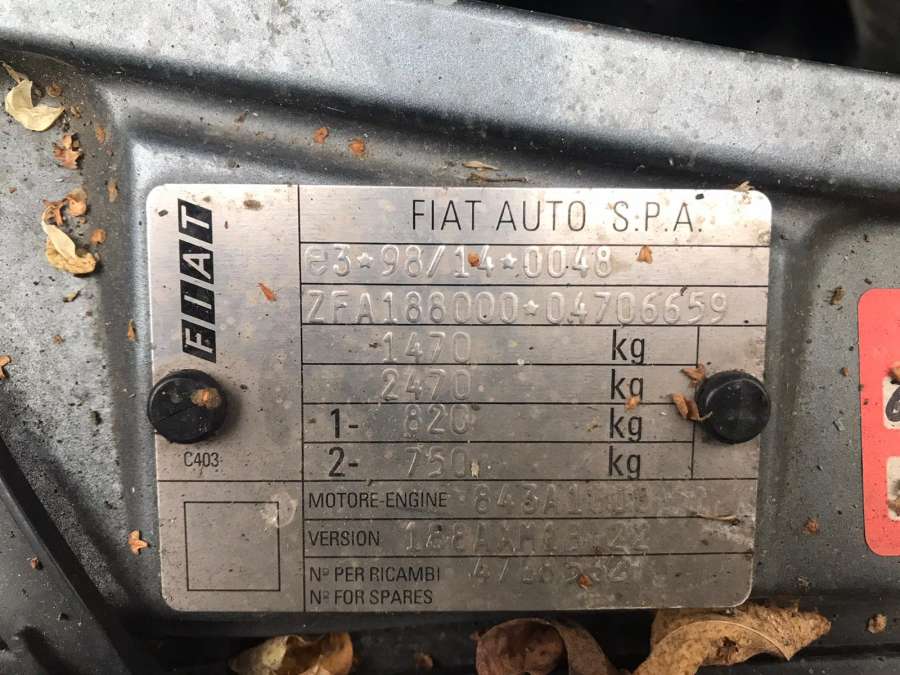 FIAT
FIAT AUTO S.P.A.
e3*98/14*0048
ZFA188000*04706659
1470 kg
2470 kg
1- 820 kg
2- 750 kg
C403
MOTORE-ENGINE
VERSION
Nº PER RICAMBI
Nº FOR SPARES